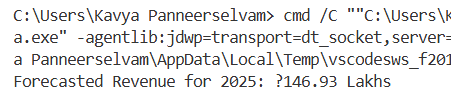 C:\Users\Kavya Panneerselvam> cmd /C ""C:\Users\K
a.exe" -agentlib:jdwp=transport=dt_socket,server=
a Panneerselvam\AppData\Local\Temp\vscodesws_f201
Forecasted Revenue for 2025: ?146.93 Lakhs